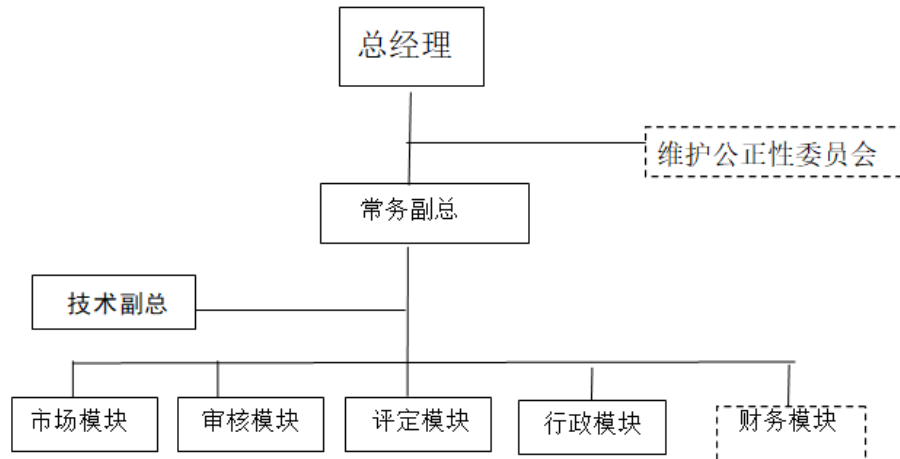 总经理
维护公正性委员会
常务副总
技术副总
市场模块
审核模块
评定模块
行政模块
财务模块